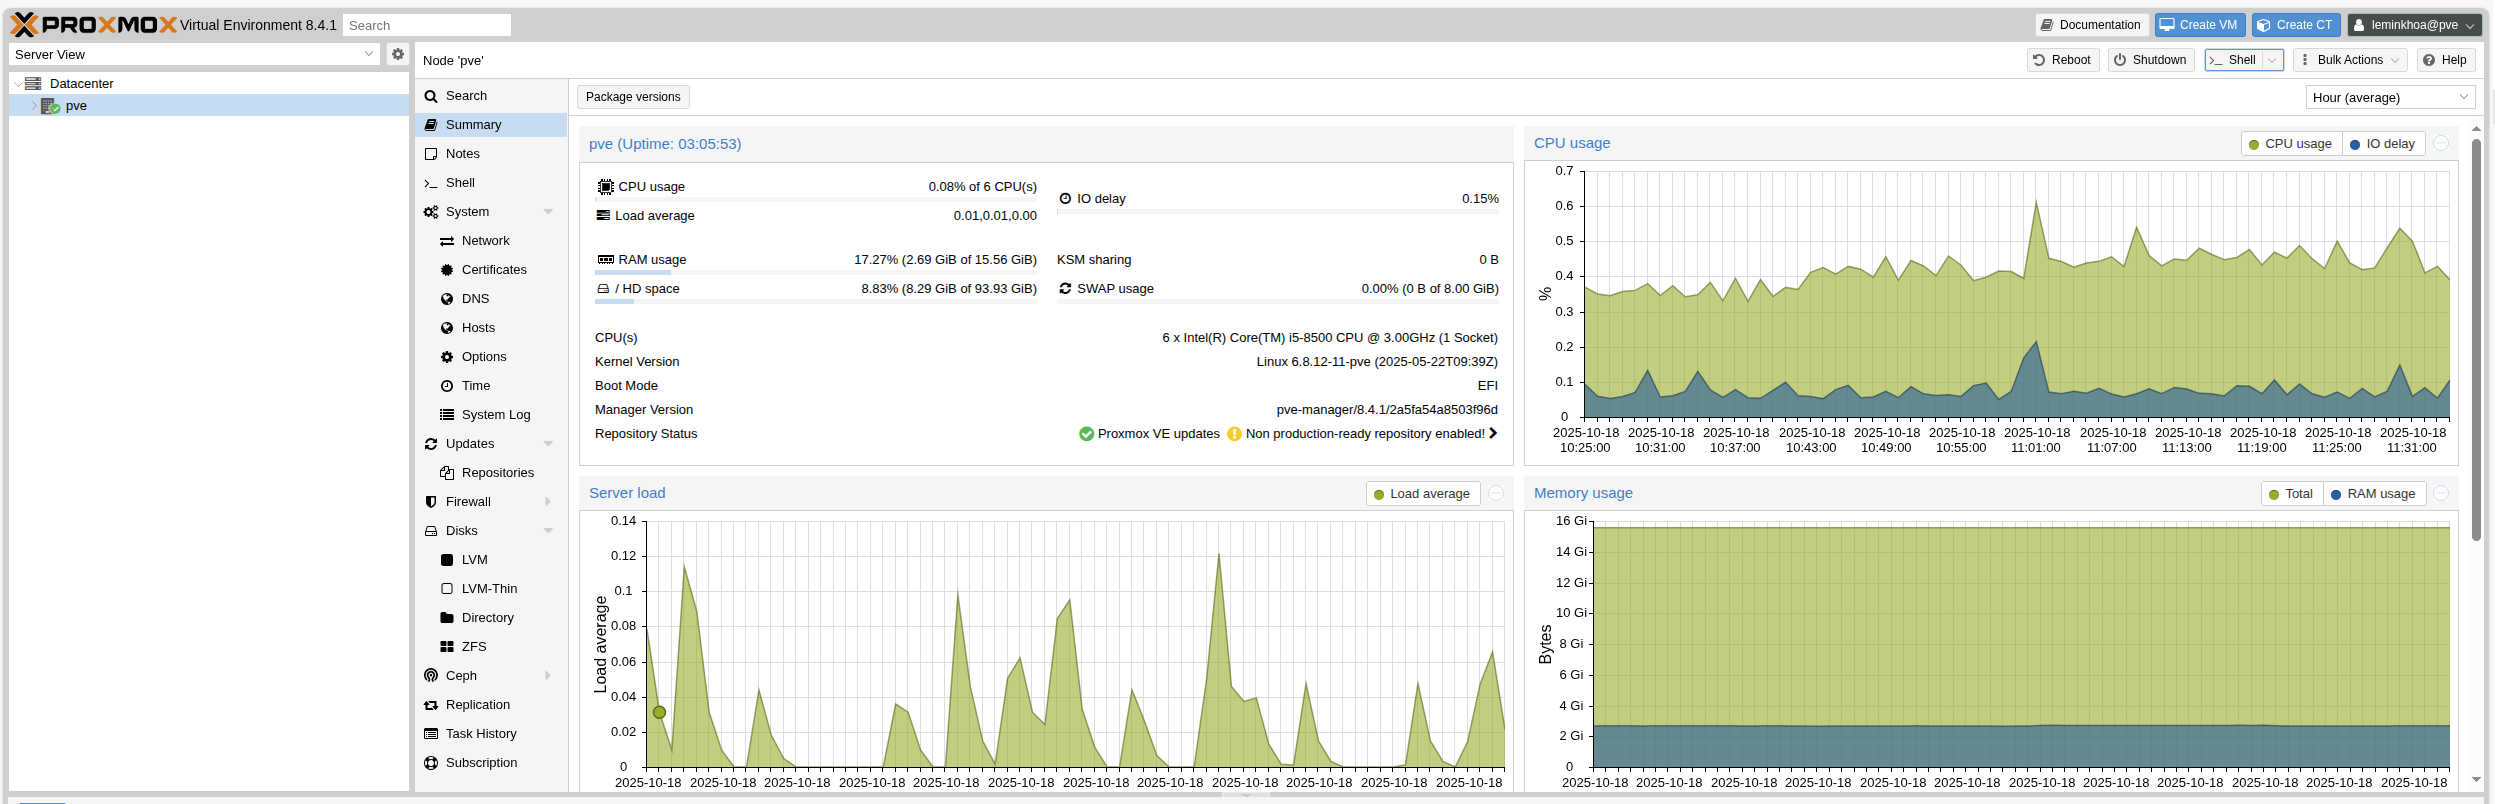 PROXMOX Virtual Environment 8.4.1 Search Documentation Create VM Create CT leminkhoa@pve
Server View
Datacenter
pve
Node 'pve' Reboot Shutdown Shell Bulk Actions Help
Search
Summary
Notes
Shell
System
Network
Certificates
DNS
Hosts
Options
Time
System Log
Updates
Repositories
Firewall
Disks
LVM
LVM-Thin
Directory
ZFS
Ceph
Replication
Task History
Subscription
Package versions Hour (average)
pve (Uptime: 03:05:53)
CPU usage 0.08% of 6 CPU(s)
IO delay 0.15%
Load average 0.01,0.01,0.00
RAM usage 17.27% (2.69 GiB of 15.56 GiB)
KSM sharing 0 B
/ HD space 8.83% (8.29 GiB of 93.93 GiB)
SWAP usage 0.00% (0 B of 8.00 GiB)
CPU(s) 6 x Intel(R) Core(TM) i5-8500 CPU @ 3.00GHz (1 Socket)
Kernel Version Linux 6.8.12-11-pve (2025-05-22T09:39Z)
Boot Mode EFI
Manager Version pve-manager/8.4.1/2a5fa54a8503f96d
Repository Status Proxmox VE updates Non production-ready repository enabled!
CPU usage CPU usage IO delay
0.7
0.6
0.5
0.4
0.3
0.2
0.1
0
%
2025-10-18 2025-10-18 2025-10-18 2025-10-18 2025-10-18 2025-10-18 2025-10-18 2025-10-18 2025-10-18 2025-10-18 2025-10-18 2025-10-18
10:25:00 10:31:00 10:37:00 10:43:00 10:49:00 10:55:00 11:01:00 11:07:00 11:13:00 11:19:00 11:25:00 11:31:00
Server load Load average
0.14
0.12
0.1
0.08
0.06
0.04
0.02
0
Load average
2025-10-18 2025-10-18 2025-10-18 2025-10-18 2025-10-18 2025-10-18 2025-10-18 2025-10-18 2025-10-18 2025-10-18 2025-10-18 2025-10-18
Memory usage Total RAM usage
16 Gi
14 Gi
12 Gi
10 Gi
8 Gi
6 Gi
4 Gi
2 Gi
0
Bytes
2025-10-18 2025-10-18 2025-10-18 2025-10-18 2025-10-18 2025-10-18 2025-10-18 2025-10-18 2025-10-18 2025-10-18 2025-10-18 2025-10-18